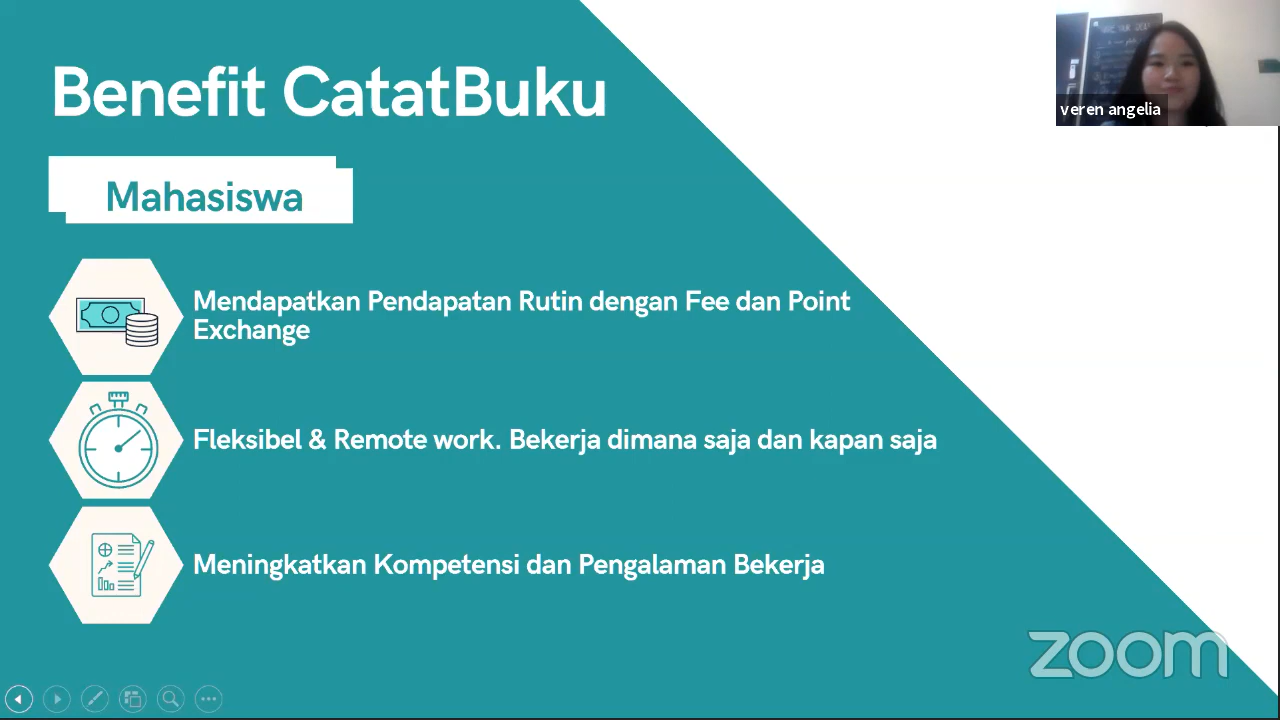 Benefit CatatBuku
Mahasiswa
Mendapatkan Pendapatan Rutin dengan Fee dan Point
Exchange
Fleksibel & Remote work. Bekerja dimana saja dan kapan saja
Meningkatkan Kompetensi dan Pengalaman Bekerja
veren angelia
zoom